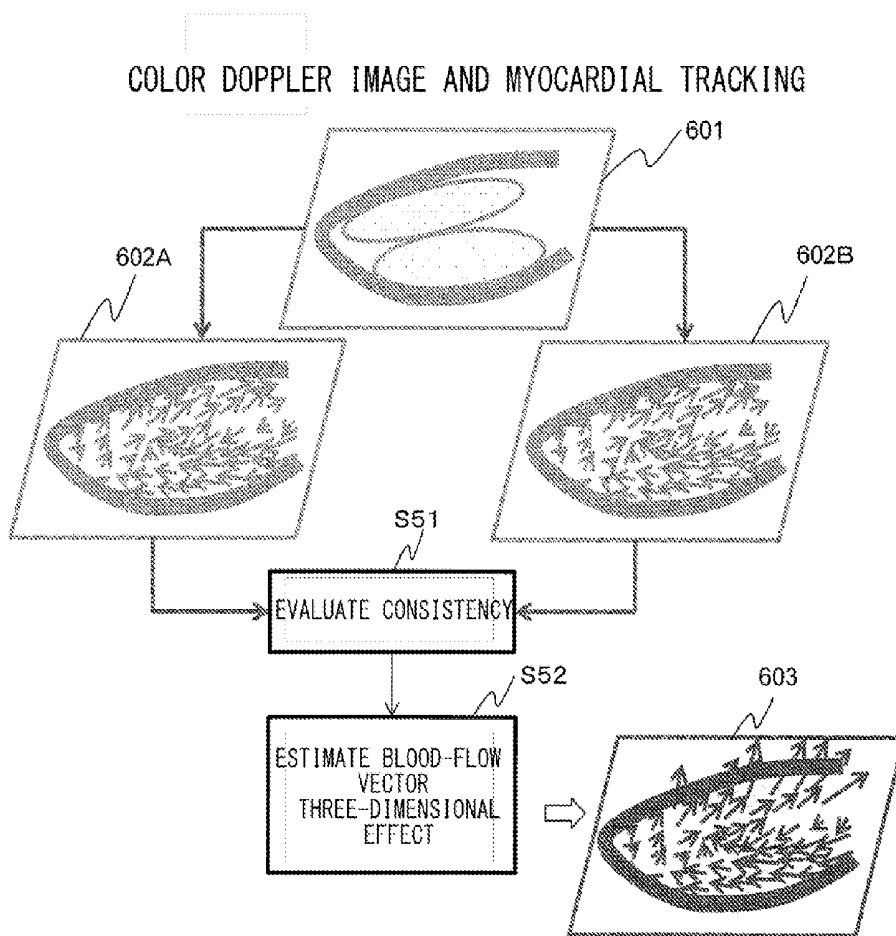 COLOR DOPPLER IMAGE AND MYOCARDIAL TRACKING
601
602A
602B
S51
EVALUATE CONSISTENCY
S52
603
ESTIMATE BLOOD-FLOW
VECTOR
THREE-DIMENSIONAL
EFFECT